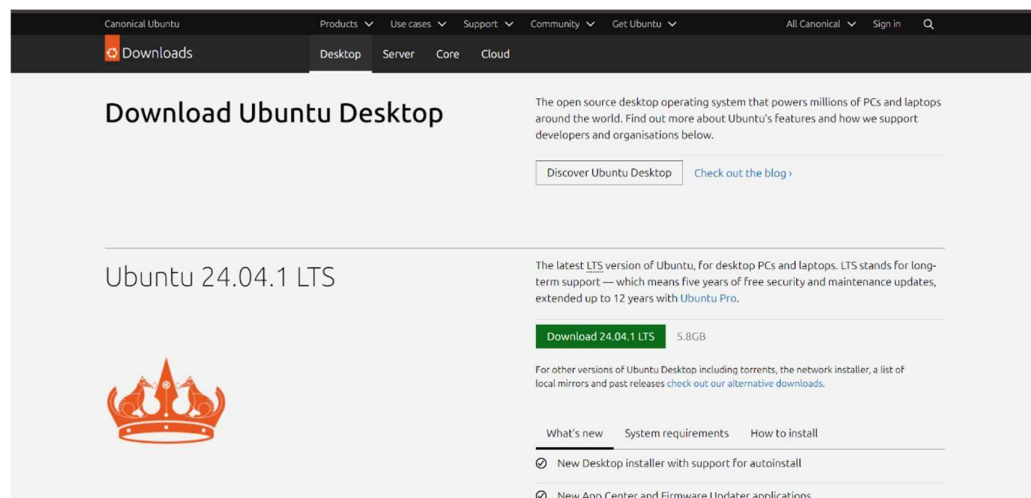 Canonical Ubuntu Products Use cases Support Community Get Ubuntu All Canonical Sign in
Downloads Desktop Server Core Cloud
Download Ubuntu Desktop
The open source desktop operating system that powers millions of PCs and laptops
around the world. Find out more about Ubuntu's features and how we support
developers and organisations below.
Discover Ubuntu Desktop Check out the blog ›
Ubuntu 24.04.1 LTS
The latest LTS version of Ubuntu, for desktop PCs and laptops. LTS stands for long-
term support — which means five years of free security and maintenance updates,
extended up to 12 years with Ubuntu Pro.
Download 24.04.1 LTS 5.8GB
For other versions of Ubuntu Desktop including torrents, the network installer, a list of
local mirrors and past releases check out our alternative downloads.
What's new System requirements How to install
New Desktop installer with support for autoinstall
New App Center and Firmware Updater applications